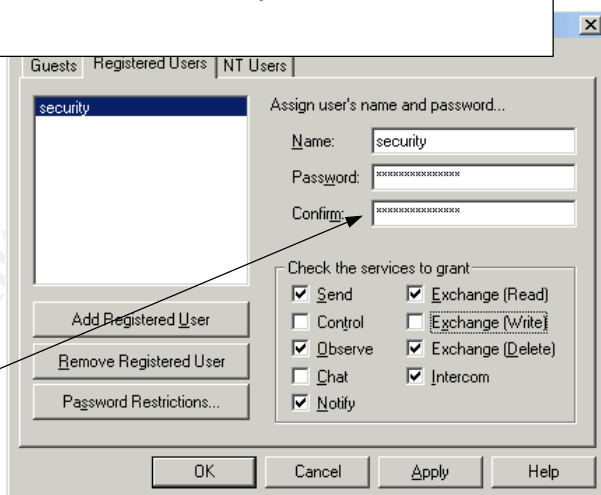 Guests Registered Users NT Users
security
Assign user's name and password...
Name: security
Password: xxxxxxxxxxxxxxx
Confirm: xxxxxxxxxxxxxxx
Check the services to grant
Send Exchange (Read)
Control Exchange (Write)
Observe Exchange (Delete)
Chat Intercom
Notify
Add Registered User
Remove Registered User
Password Restrictions...
OK Cancel Apply Help